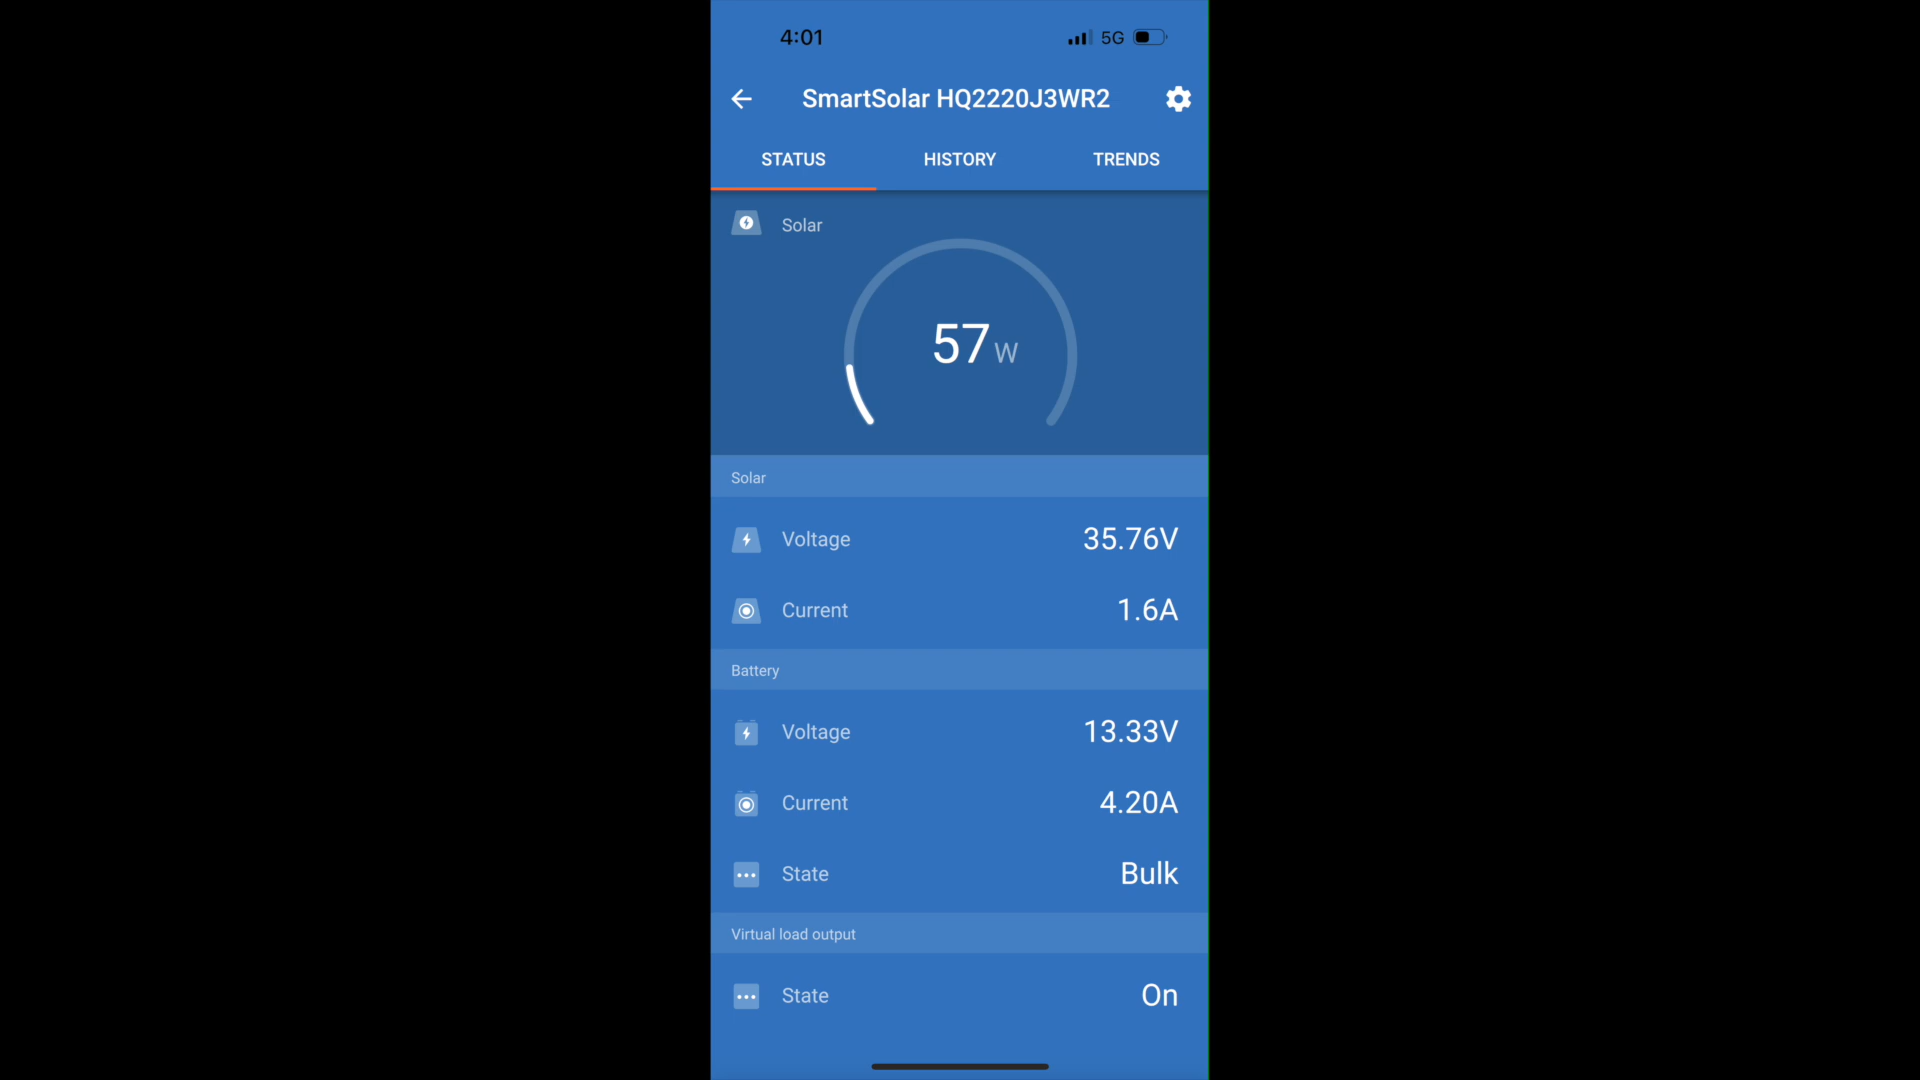 4:01 5G
SmartSolar HQ2220J3WR2
STATUS HISTORY TRENDS
Solar
57 W
Solar
Voltage 35.76V
Current 1.6A
Battery
Voltage 13.33V
Current 4.20A
State Bulk
Virtual load output
State On